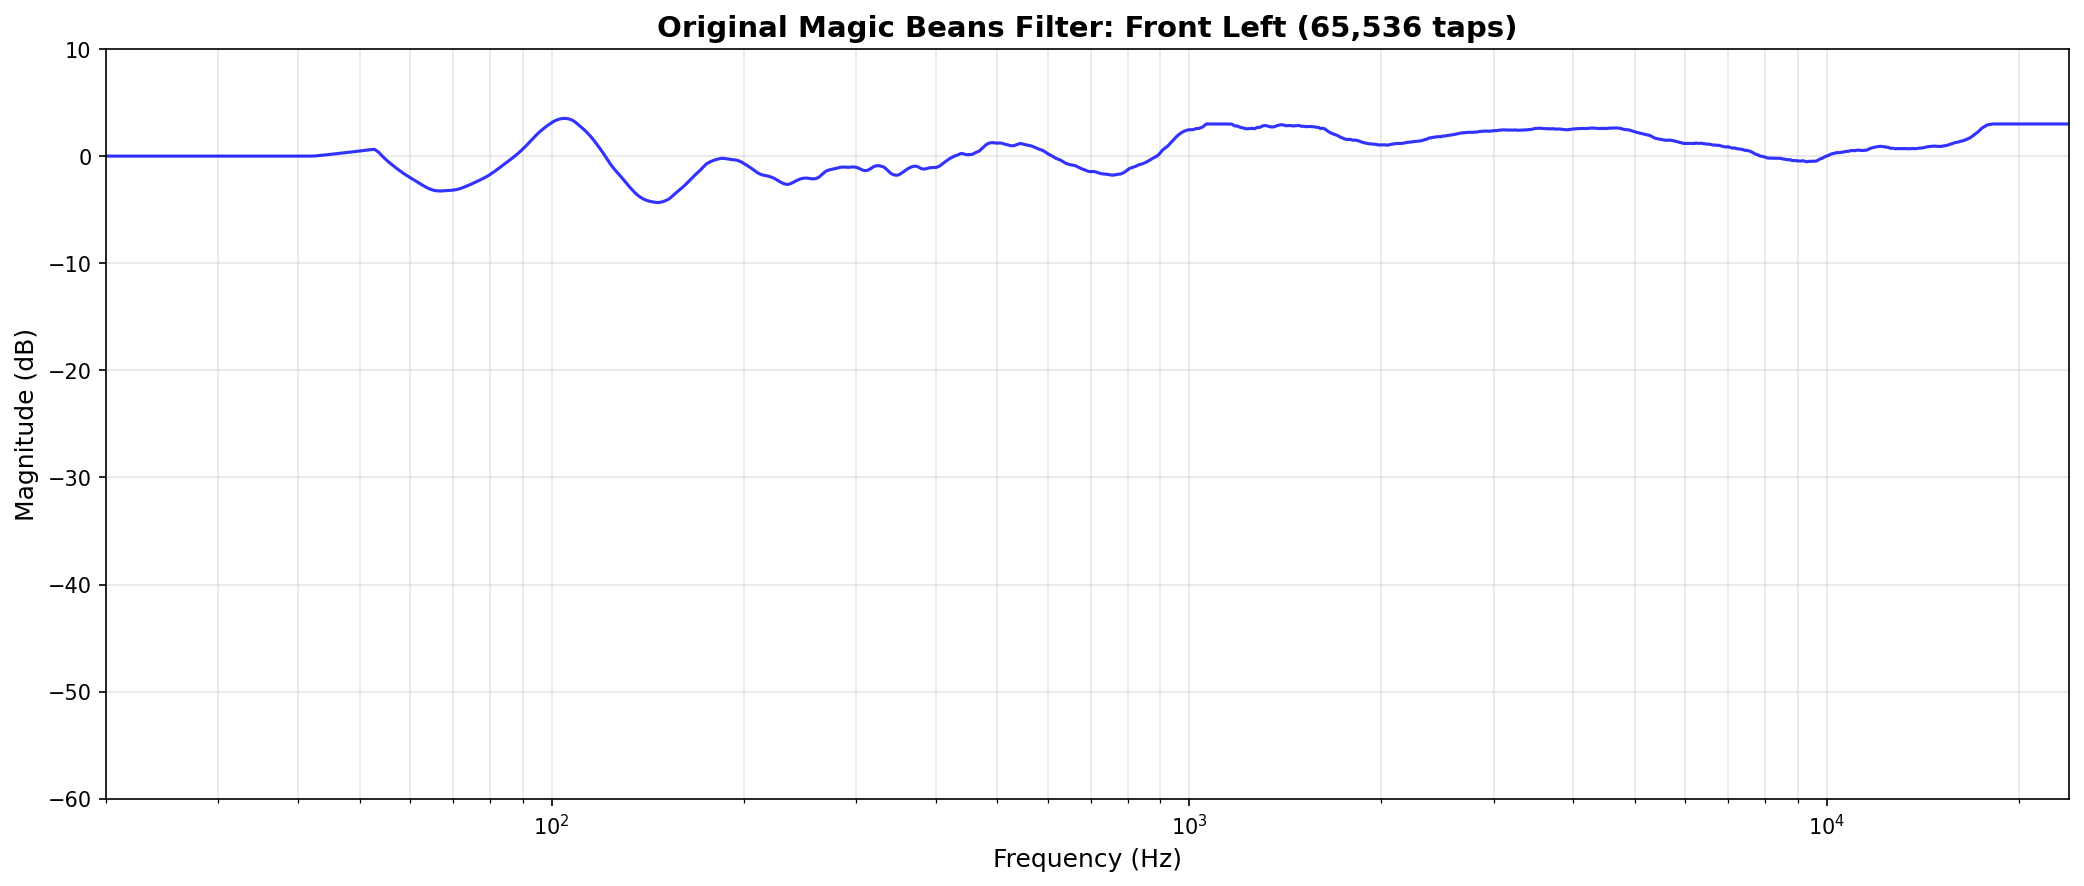 Original Magic Beans Filter: Front Left (65,536 taps)
10
0
−10
−20
−30
−40
−50
−60
Magnitude (dB)
10² 10³ 10⁴
Frequency (Hz)